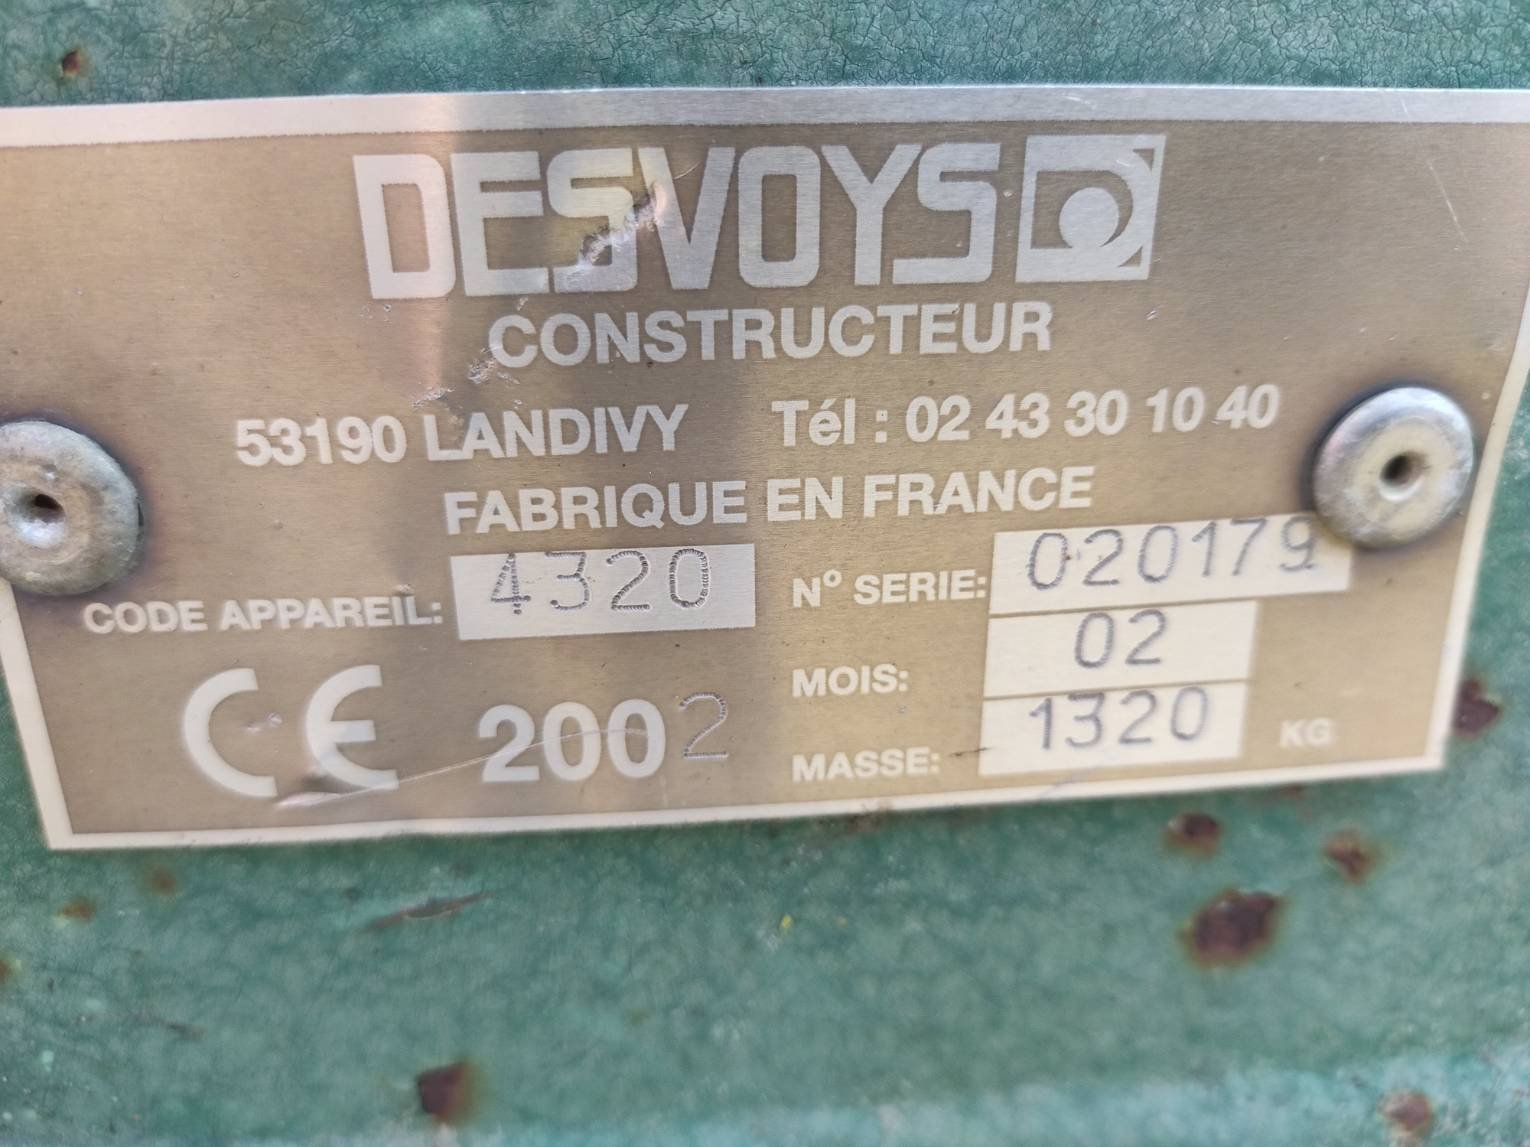 DESVOYS
CONSTRUCTEUR
53190 LANDIVY Tél : 02 43 30 10 40
FABRIQUE EN FRANCE
CODE APPAREIL: 4320 N° SERIE: 020179
MOIS: 02
CE 2002 MASSE: 1320 KG